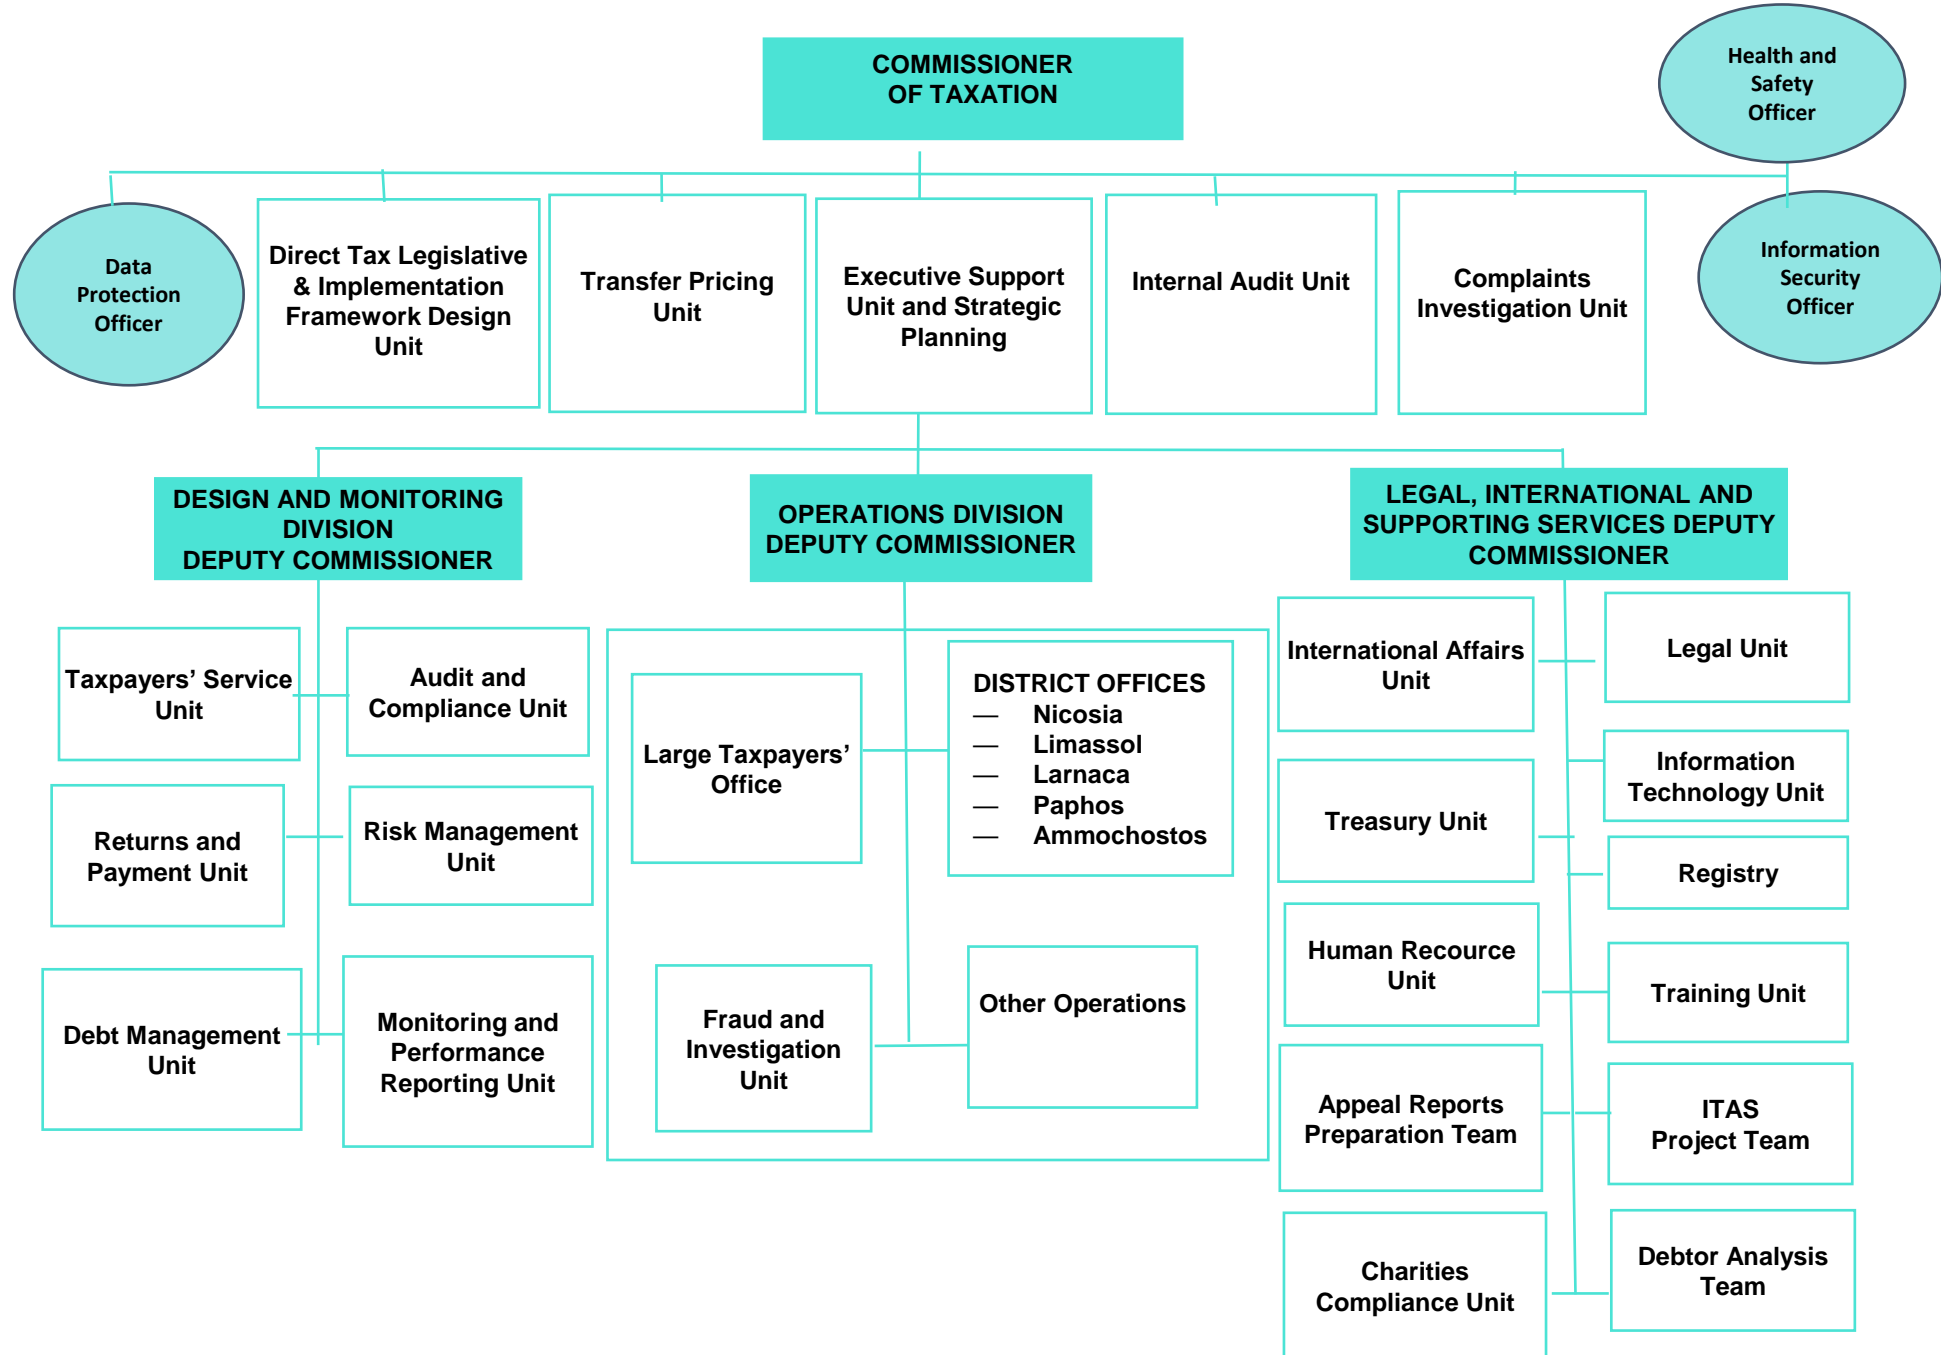 COMMISSIONER
OF TAXATION
Health and
Safety
Officer
Data
Protection
Officer
Direct Tax Legislative
& Implementation
Framework Design
Unit
Transfer Pricing
Unit
Executive Support
Unit and Strategic
Planning
Internal Audit Unit
Complaints
Investigation Unit
Information
Security
Officer
DESIGN AND MONITORING
DIVISION
DEPUTY COMMISSIONER
OPERATIONS DIVISION
DEPUTY COMMISSIONER
LEGAL, INTERNATIONAL AND
SUPPORTING SERVICES DEPUTY
COMMISSIONER
Taxpayers’ Service
Unit
Audit and
Compliance Unit
Returns and
Payment Unit
Risk Management
Unit
Debt Management
Unit
Monitoring and
Performance
Reporting Unit
Large Taxpayers’
Office
DISTRICT OFFICES
— Nicosia
— Limassol
— Larnaca
— Paphos
— Ammochostos
Fraud and
Investigation
Unit
Other Operations
International Affairs
Unit
Legal Unit
Information
Technology Unit
Treasury Unit
Registry
Human Recource
Unit
Training Unit
Appeal Reports
Preparation Team
ITAS
Project Team
Charities
Compliance Unit
Debtor Analysis
Team